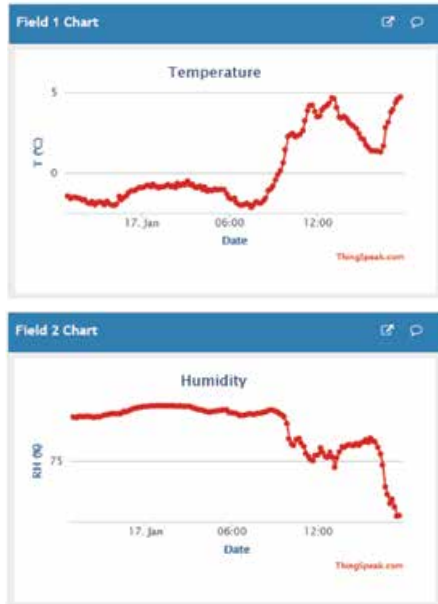 Field 1 Chart
Temperature
5
T (°C)
0
17. Jan
06:00
12:00
Date
ThingSpeak.com
Field 2 Chart
Humidity
RH (%)
75
17. Jan
06:00
12:00
Date
ThingSpeak.com